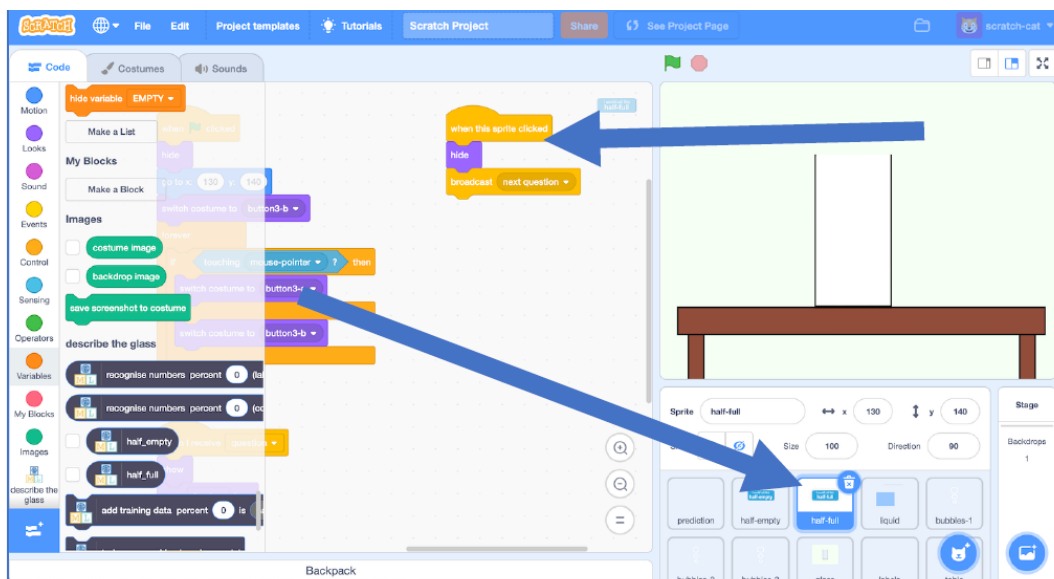 SCRATCH File Edit Project templates Tutorials Scratch Project Share See Project Page scratch-cat
Code Costumes Sounds
Motion
Looks
Sound
Events
Control
Sensing
Operators
Variables
My Blocks
Images
describe the
glass
hide variable EMPTY
Make a List
My Blocks
Make a Block
Images
costume image
backdrop image
save screenshot to costume
describe the glass
recognise numbers percent 0
recognise numbers percent 0
half_empty
half_full
add training data percent 0 is
when clicked
hide
go to x: 130 y: 140
switch costume to button3-b
forever
if touching mouse-pointer ? then
switch costume to
switch costume to button3-b
when this sprite clicked
hide
broadcast next question
half-full
Backpack
Sprite half-full x 130 y 140
Size 100 Direction 90
prediction half-empty half-full liquid bubbles-1
Stage
Backdrops
1